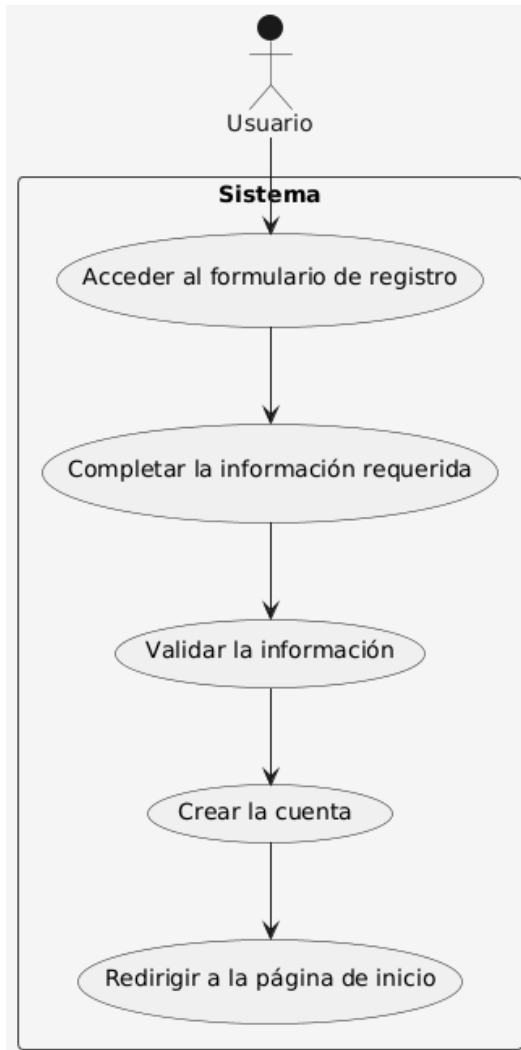 Usuario
Sistema
Acceder al formulario de registro
Completar la información requerida
Validar la información
Crear la cuenta
Redirigir a la página de inicio